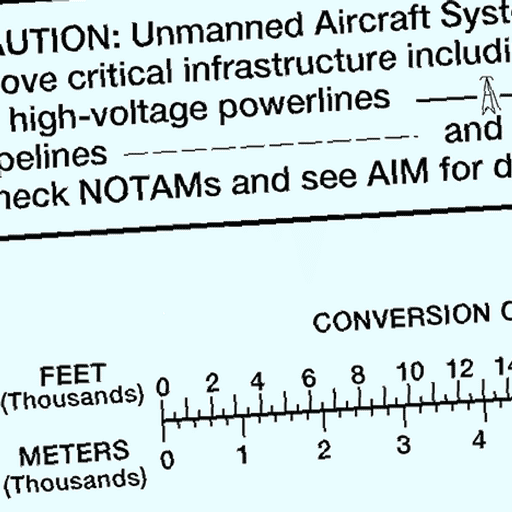 AUTION: Unmanned Aircraft Syst
ove critical infrastructure includi
high-voltage powerlines
pelines and
heck NOTAMs and see AIM for d
CONVERSION
FEET 0 2 4 6 8 10 12 14
(Thousands)
METERS 0 1 2 3 4
(Thousands)